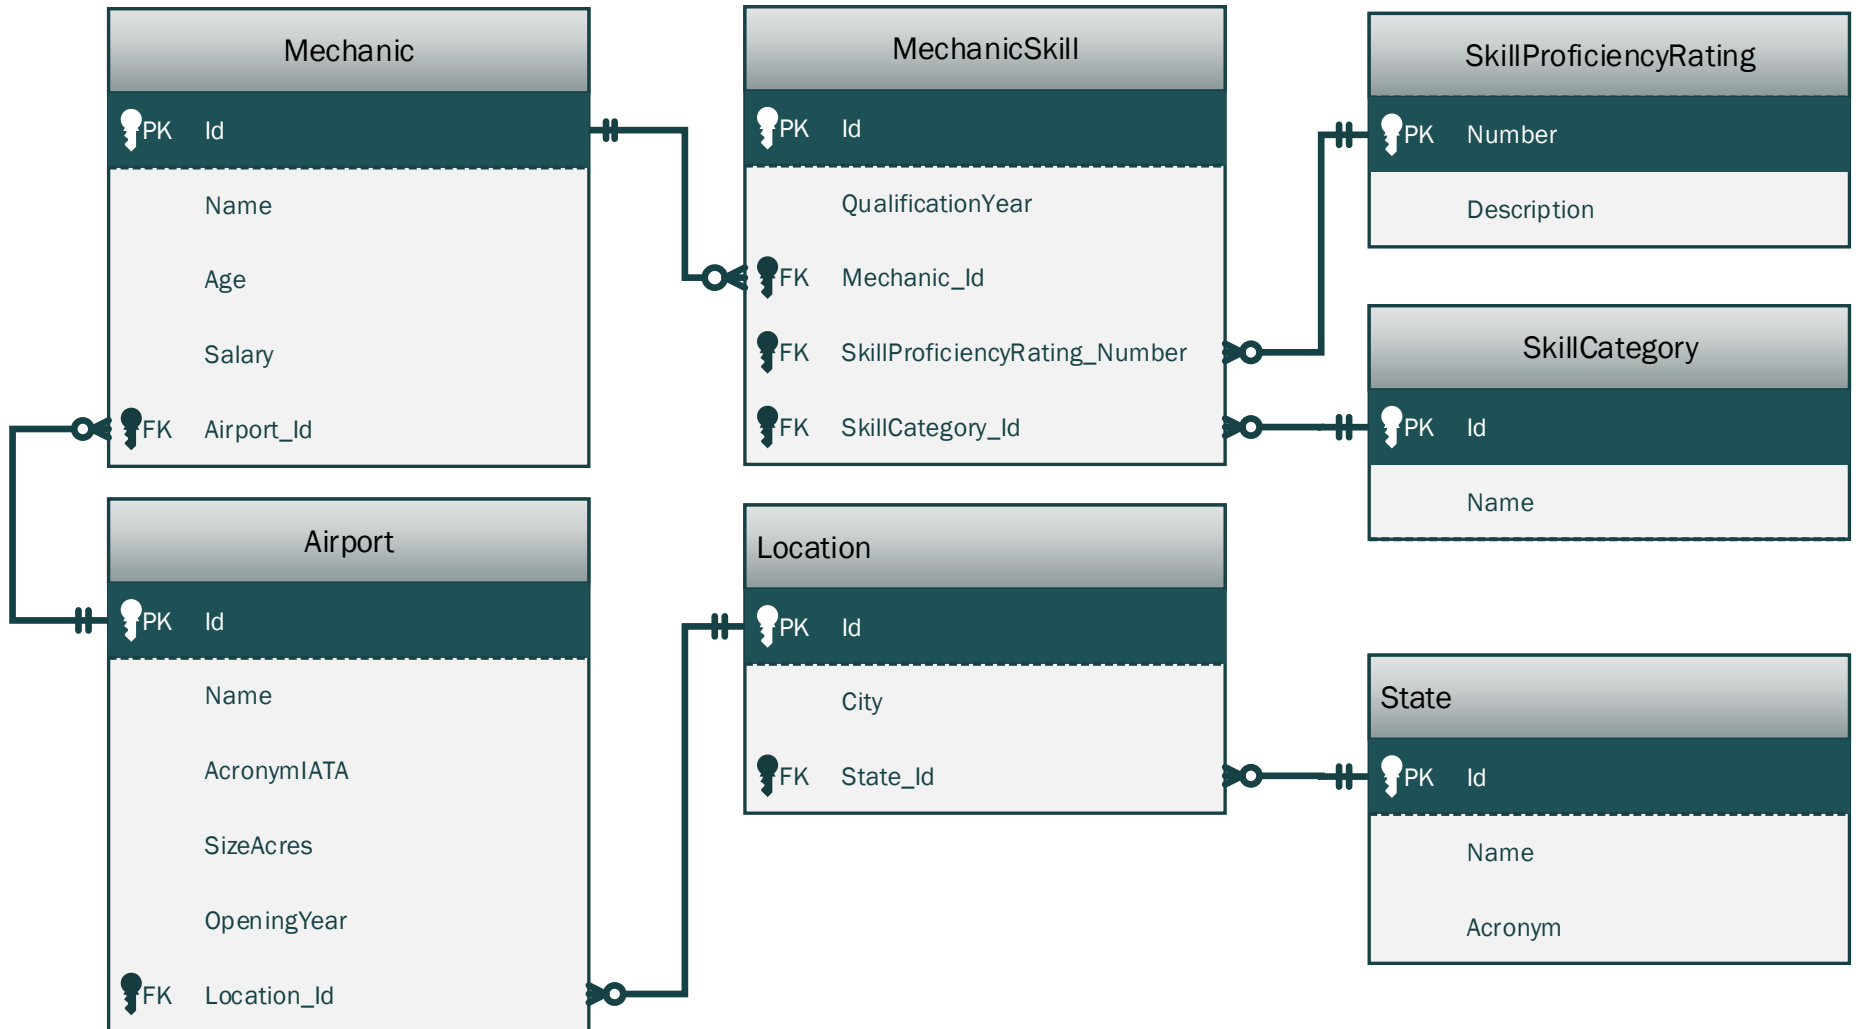 Mechanic
PK Id
Name
Age
Salary
FK Airport_Id
MechanicSkill
PK Id
QualificationYear
FK Mechanic_Id
FK SkillProficiencyRating_Number
FK SkillCategory_Id
SkillProficiencyRating
PK Number
Description
SkillCategory
PK Id
Name
Airport
PK Id
Name
AcronymIATA
SizeAcres
OpeningYear
FK Location_Id
Location
PK Id
City
FK State_Id
State
PK Id
Name
Acronym